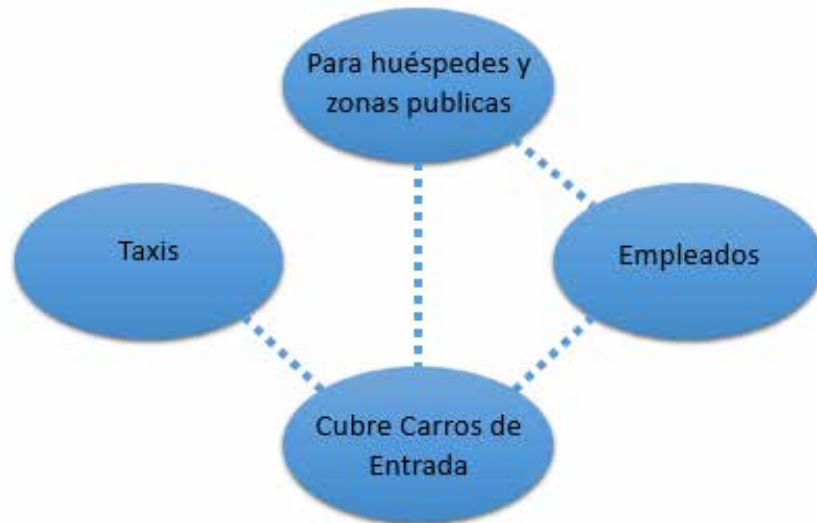 Para huéspedes y
zonas publicas
Taxis
Empleados
Cubre Carros de
Entrada